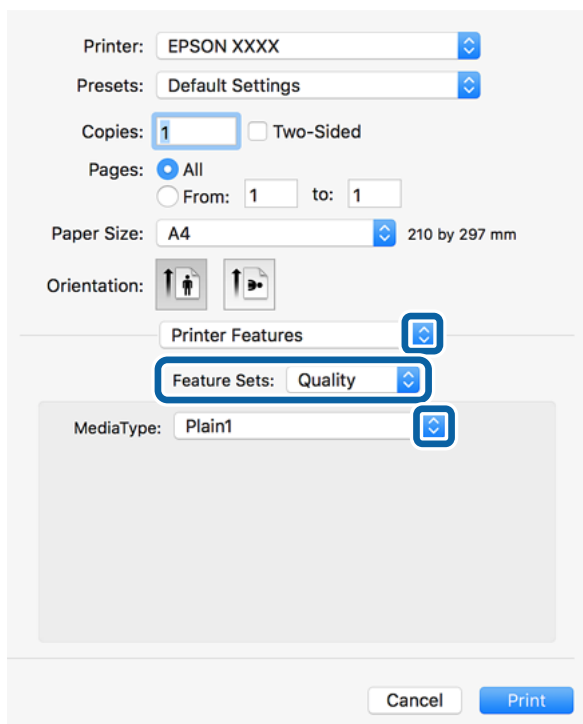 Printer: EPSON XXXX
Presets: Default Settings
Copies: 1 Two-Sided
Pages: All
From: 1 to: 1
Paper Size: A4 210 by 297 mm
Orientation:
Printer Features
Feature Sets: Quality
MediaType: Plain1
Cancel Print